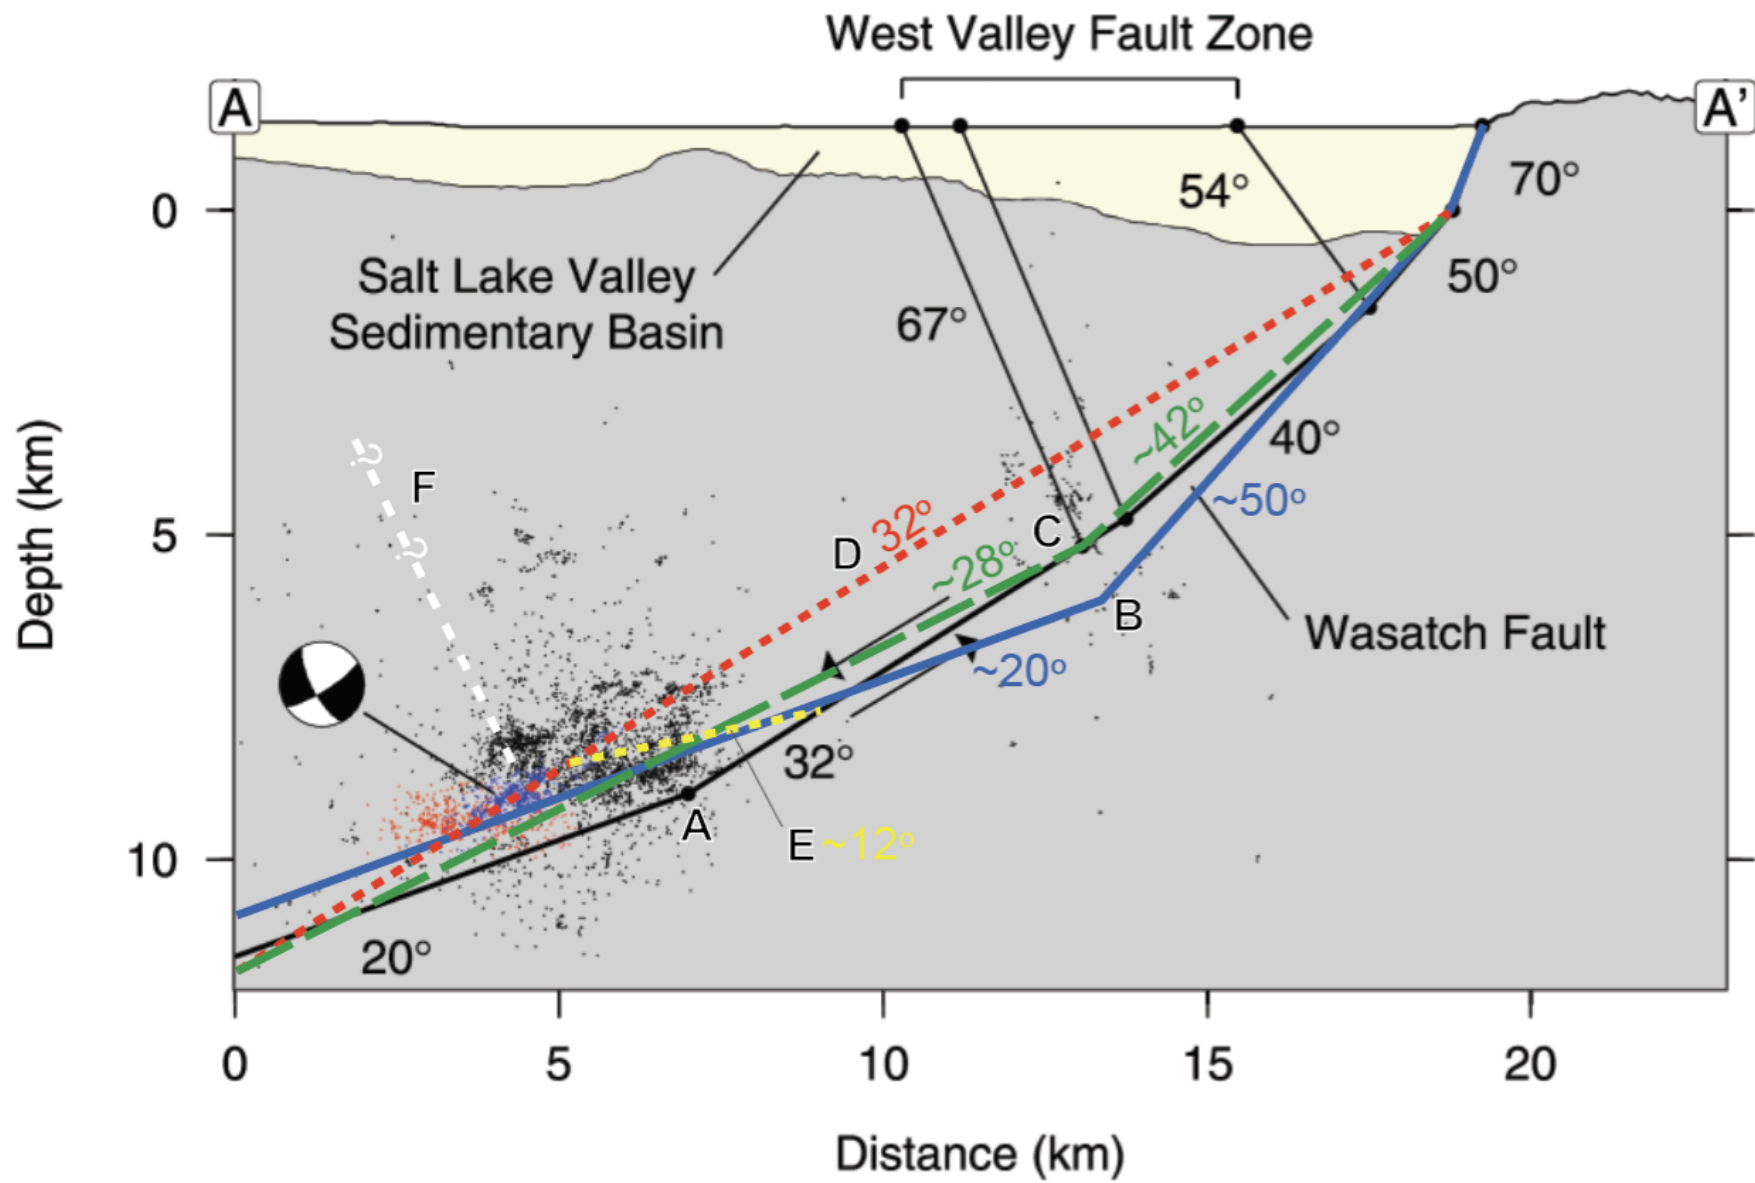 West Valley Fault Zone
A
A’
70°
54°
0
50°
Salt Lake Valley
Sedimentary Basin
67°
~42°
40°
?
F
~50°
32°
D
C
5
?
~28°
B
Wasatch Fault
~20°
32°
A
E ~12°
10
20°
Depth (km)
0
5
10
15
20
Distance (km)